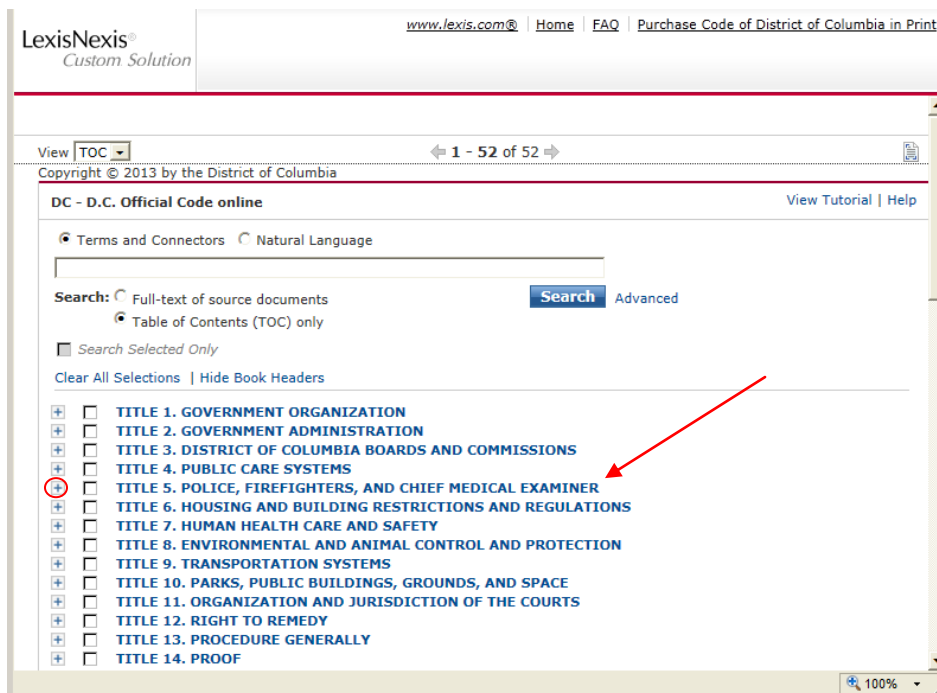 www.lexis.com® | Home | FAQ | Purchase Code of District of Columbia in Print
LexisNexis®
Custom Solution
View TOC 1 - 52 of 52
Copyright © 2013 by the District of Columbia
DC - D.C. Official Code online View Tutorial | Help
Terms and Connectors Natural Language
Search: Full-text of source documents Search Advanced
Table of Contents (TOC) only
Search Selected Only
Clear All Selections | Hide Book Headers
TITLE 1. GOVERNMENT ORGANIZATION
TITLE 2. GOVERNMENT ADMINISTRATION
TITLE 3. DISTRICT OF COLUMBIA BOARDS AND COMMISSIONS
TITLE 4. PUBLIC CARE SYSTEMS
TITLE 5. POLICE, FIREFIGHTERS, AND CHIEF MEDICAL EXAMINER
TITLE 6. HOUSING AND BUILDING RESTRICTIONS AND REGULATIONS
TITLE 7. HUMAN HEALTH CARE AND SAFETY
TITLE 8. ENVIRONMENTAL AND ANIMAL CONTROL AND PROTECTION
TITLE 9. TRANSPORTATION SYSTEMS
TITLE 10. PARKS, PUBLIC BUILDINGS, GROUNDS, AND SPACE
TITLE 11. ORGANIZATION AND JURISDICTION OF THE COURTS
TITLE 12. RIGHT TO REMEDY
TITLE 13. PROCEDURE GENERALLY
TITLE 14. PROOF
100%